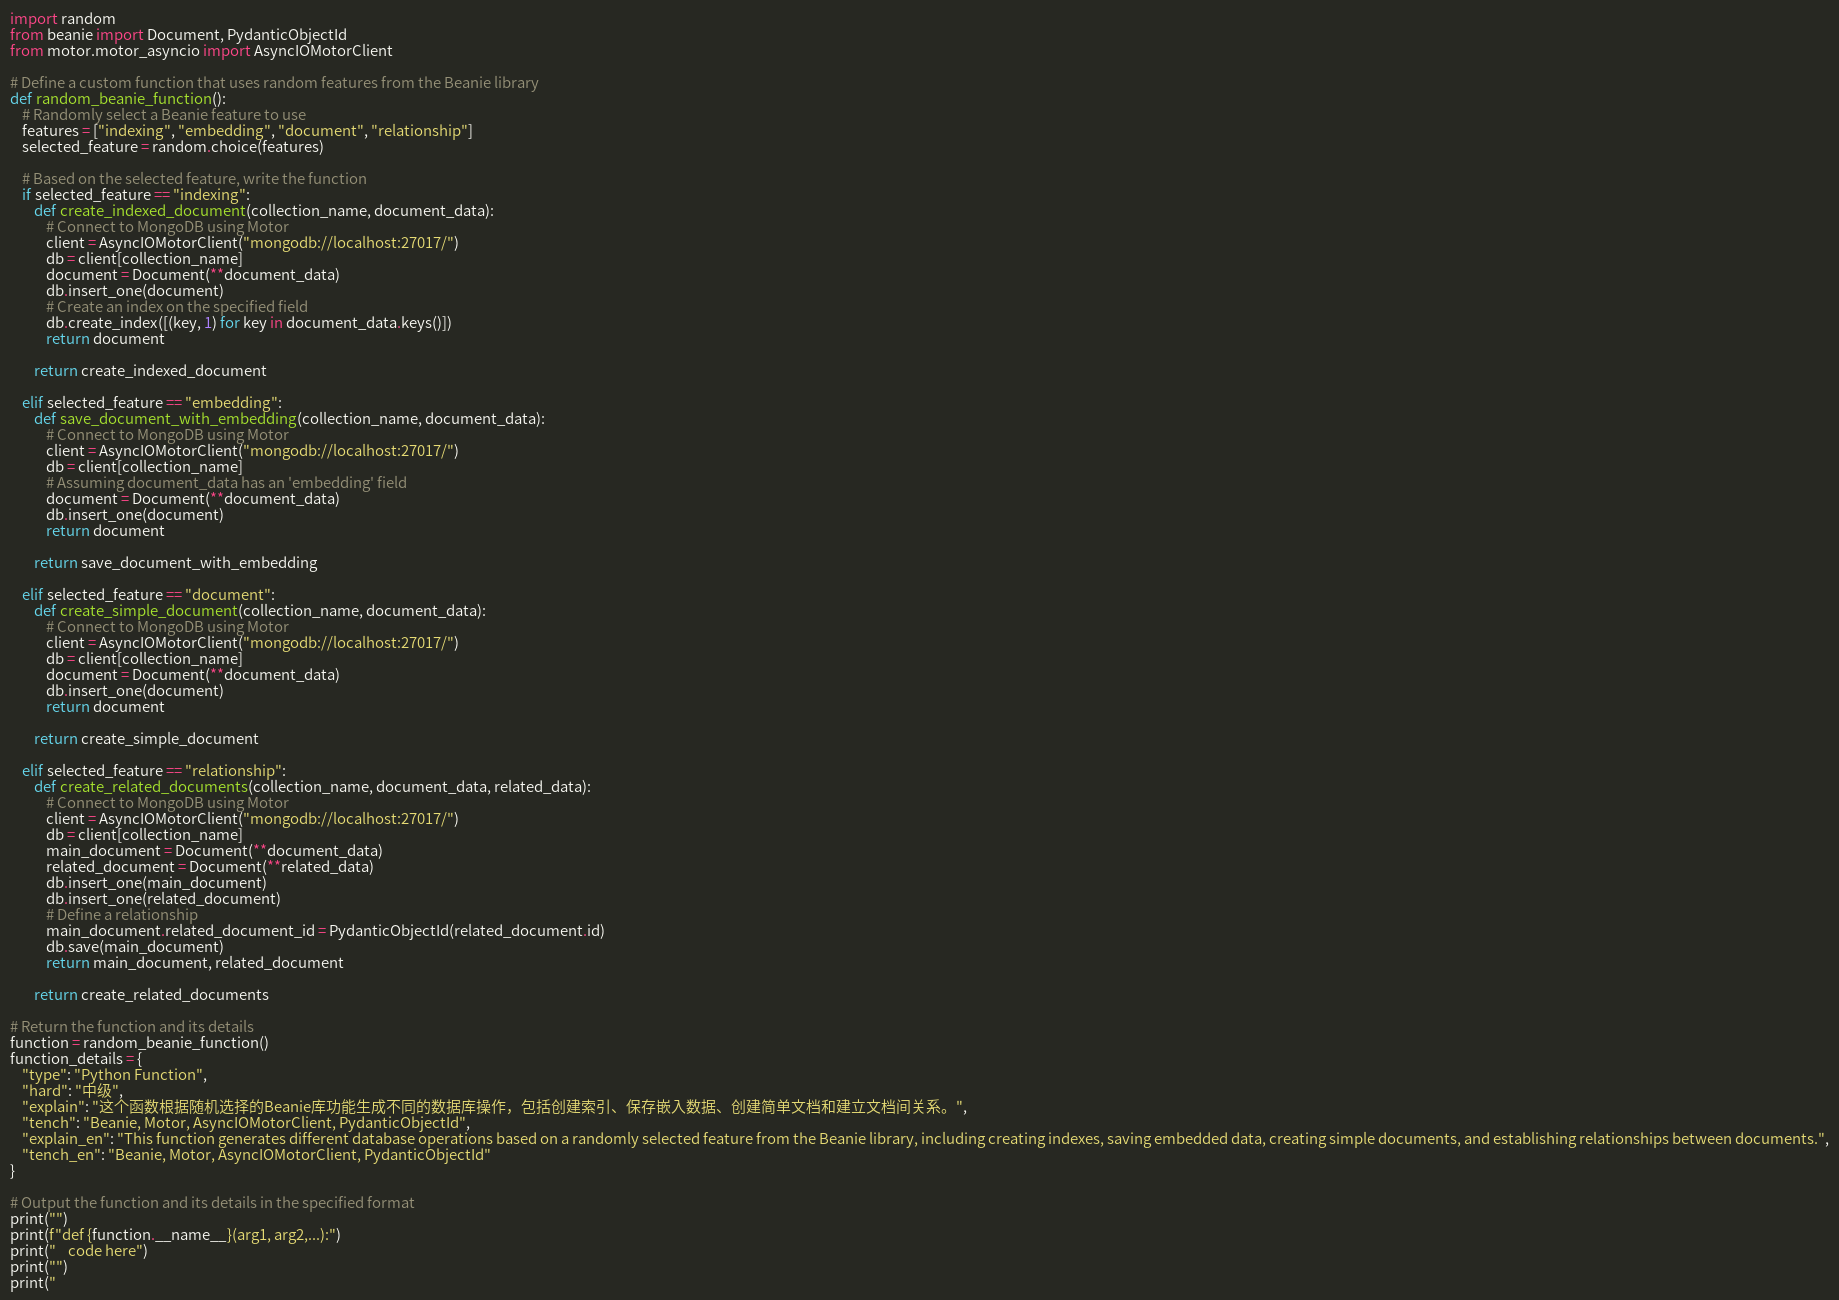 import random
from beanie import Document, PydanticObjectId
from motor.motor_asyncio import AsyncIOMotorClient

# Define a custom function that uses random features from the Beanie library
def random_beanie_function():
    # Randomly select a Beanie feature to use
    features = ["indexing", "embedding", "document", "relationship"]
    selected_feature = random.choice(features)

    # Based on the selected feature, write the function
    if selected_feature == "indexing":
        def create_indexed_document(collection_name, document_data):
            # Connect to MongoDB using Motor
            client = AsyncIOMotorClient("mongodb://localhost:27017/")
            db = client[collection_name]
            document = Document(**document_data)
            db.insert_one(document)
            # Create an index on the specified field
            db.create_index([(key, 1) for key in document_data.keys()])
            return document

        return create_indexed_document

    elif selected_feature == "embedding":
        def save_document_with_embedding(collection_name, document_data):
            # Connect to MongoDB using Motor
            client = AsyncIOMotorClient("mongodb://localhost:27017/")
            db = client[collection_name]
            # Assuming document_data has an 'embedding' field
            document = Document(**document_data)
            db.insert_one(document)
            return document

        return save_document_with_embedding

    elif selected_feature == "document":
        def create_simple_document(collection_name, document_data):
            # Connect to MongoDB using Motor
            client = AsyncIOMotorClient("mongodb://localhost:27017/")
            db = client[collection_name]
            document = Document(**document_data)
            db.insert_one(document)
            return document

        return create_simple_document

    elif selected_feature == "relationship":
        def create_related_documents(collection_name, document_data, related_data):
            # Connect to MongoDB using Motor
            client = AsyncIOMotorClient("mongodb://localhost:27017/")
            db = client[collection_name]
            main_document = Document(**document_data)
            related_document = Document(**related_data)
            db.insert_one(main_document)
            db.insert_one(related_document)
            # Define a relationship
            main_document.related_document_id = PydanticObjectId(related_document.id)
            db.save(main_document)
            return main_document, related_document

        return create_related_documents

# Return the function and its details
function = random_beanie_function()
function_details = {
    "type": "Python Function",
    "hard": "中级",
    "explain": "这个函数根据随机选择的Beanie库功能生成不同的数据库操作，包括创建索引、保存嵌入数据、创建简单文档和建立文档间关系。",
    "tench": "Beanie, Motor, AsyncIOMotorClient, PydanticObjectId",
    "explain_en": "This function generates different database operations based on a randomly selected feature from the Beanie library, including creating indexes, saving embedded data, creating simple documents, and establishing relationships between documents.",
    "tench_en": "Beanie, Motor, AsyncIOMotorClient, PydanticObjectId"
}

# Output the function and its details in the specified format
print("")
print(f"def {function.__name__}(arg1, arg2,...):")
print("    code here")
print("")
print("